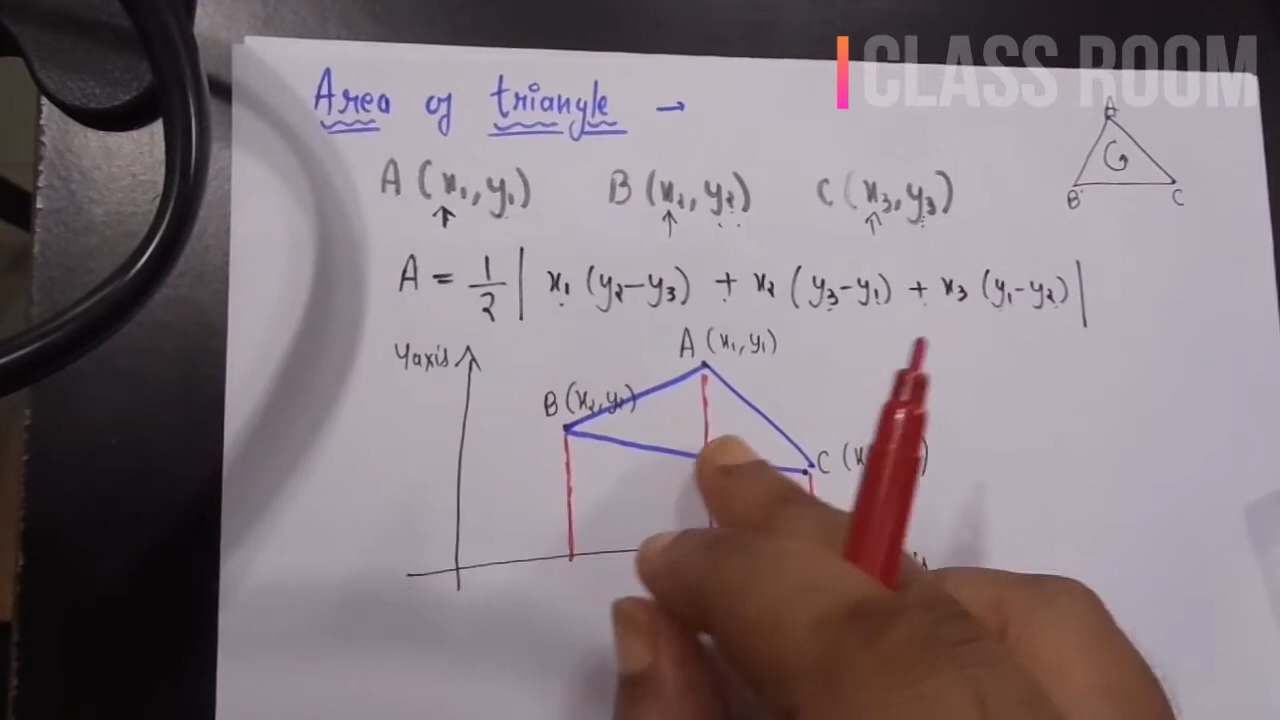 CLASS ROOM
Area of triangle →
A (x₁, y₁) B (x₂, y₂) C (x₃, y₃)
A
B
C
A = 1/2 | x₁ (y₂-y₃) + x₂ (y₃-y₁) + x₃ (y₁-y₂) |
Y axis
A (x₁, y₁)
B (x₂, y₂)
C (x